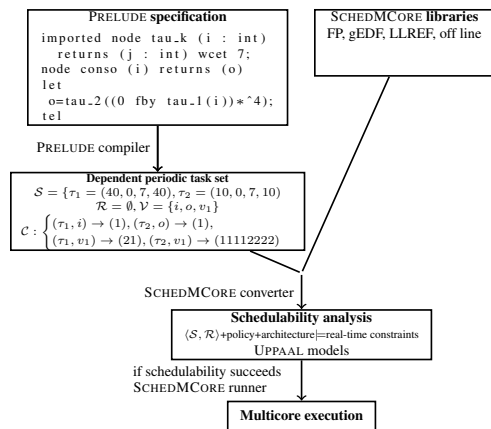 PRELUDE specification
imported node tau_k (i : int)
returns (j : int) wcet 7;
node conso (i) returns (o)
let
o=tau_2((0 fby tau_1(i))*^4);
tel
SCHEDMCORE libraries
FP, gEDF, LLREF, off line
PRELUDE compiler
Dependent periodic task set
S = {τ1 = (40, 0, 7, 40), τ2 = (10, 0, 7, 10)
R = ∅, V = {i, o, v1}
C : { (τ1, i) → (1), (τ2, o) → (1),
(τ1, v1) → (21), (τ2, v1) → (11112222)
SCHEDMCORE converter
Schedulability analysis
⟨S, R⟩+policy+architecture|=real-time constraints
UPPAAL models
if schedulability succeeds
SCHEDMCORE runner
Multicore execution